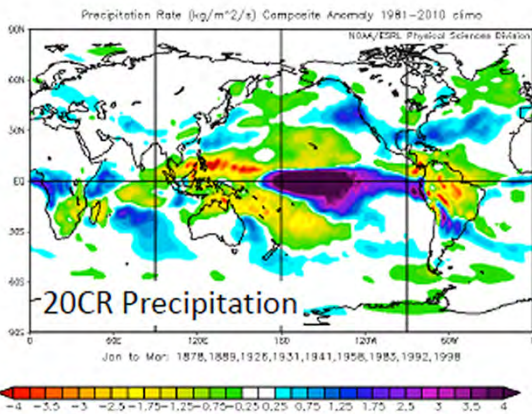 Precipitation Rate (kg/m^2/s) Composite Anomaly 1981-2010 climo
NOAA/ESRL Physical Sciences Division
90N
60N
30N
EQ
30S
60S
90S
20CR Precipitation
0 60E 120E 180 120W 60W 0
Jan to Mar: 1878,1889,1926,1931,1941,1958,1983,1992,1998
-4 -3.5 -3 -2.5 -1.75 -1.25 -0.75 -0.25 0.25 0.75 1.25 1.75 2.5 3 3.5 4